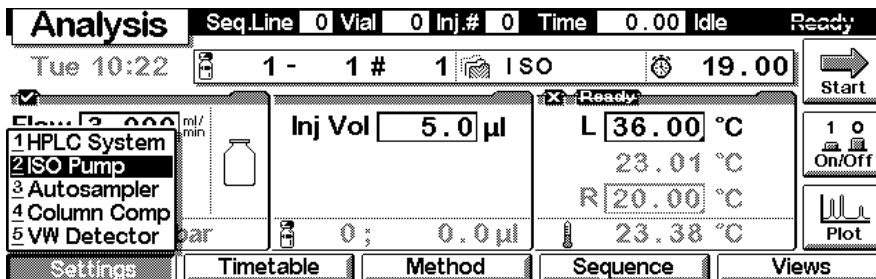 Analysis Seq.Line 0 Vial 0 Inj.# 0 Time 0.00 Idle Ready
Tue 10:22 1 - 1 # 1 ISO 19.00
Start
Ready
Flow 3.000 ml/min
Inj Vol 5.0 µl
L 36.00 °C
23.01 °C
R 20.00 °C
1 HPLC System
2 ISO Pump
3 Autosampler
4 Column Comp
5 VW Detector
bar
0; 0.0 µl
23.38 °C
1 0
On/Off
Plot
Settings Timetable Method Sequence Views